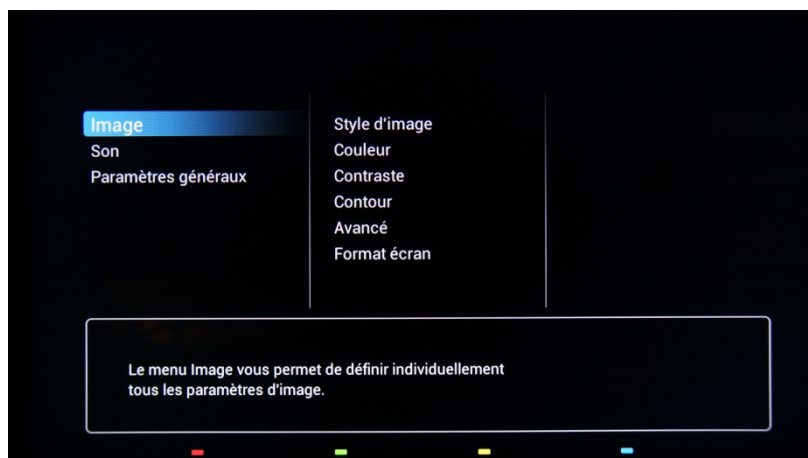 Image
Son
Paramètres généraux
Style d'image
Couleur
Contraste
Contour
Avancé
Format écran
Le menu Image vous permet de définir individuellement
tous les paramètres d'image.